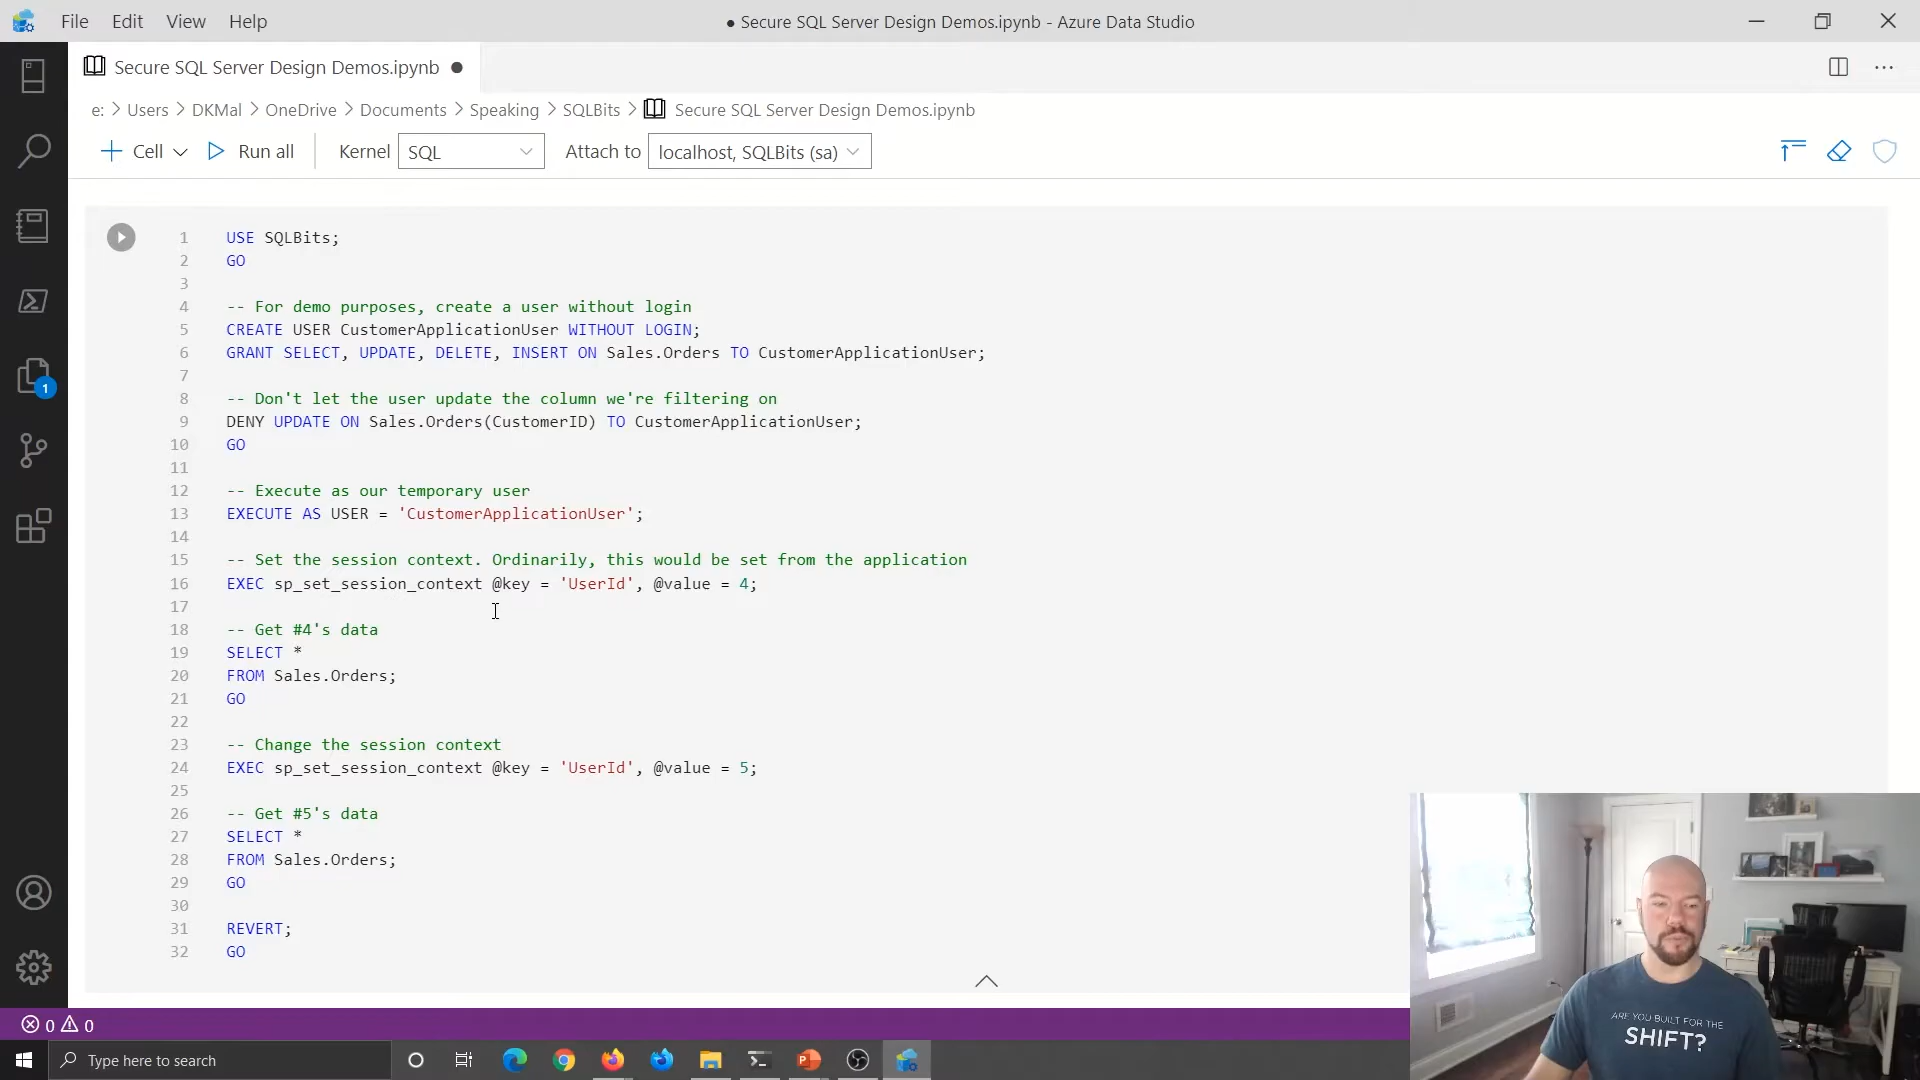 File Edit View Help
● Secure SQL Server Design Demos.ipynb - Azure Data Studio
Secure SQL Server Design Demos.ipynb ●
e: > Users > DKMal > OneDrive > Documents > Speaking > SQLBits > Secure SQL Server Design Demos.ipynb
Cell Run all Kernel SQL Attach to localhost, SQLBits (sa)
1 USE SQLBits;
2 GO
3
4 -- For demo purposes, create a user without login
5 CREATE USER CustomerApplicationUser WITHOUT LOGIN;
6 GRANT SELECT, UPDATE, DELETE, INSERT ON Sales.Orders TO CustomerApplicationUser;
7
8 -- Don't let the user update the column we're filtering on
9 DENY UPDATE ON Sales.Orders(CustomerID) TO CustomerApplicationUser;
10 GO
11
12 -- Execute as our temporary user
13 EXECUTE AS USER = 'CustomerApplicationUser';
14
15 -- Set the session context. Ordinarily, this would be set from the application
16 EXEC sp_set_session_context @key = 'UserId', @value = 4;
17
18 -- Get #4's data
19 SELECT *
20 FROM Sales.Orders;
21 GO
22
23 -- Change the session context
24 EXEC sp_set_session_context @key = 'UserId', @value = 5;
25
26 -- Get #5's data
27 SELECT *
28 FROM Sales.Orders;
29 GO
30
31 REVERT;
32 GO
1
0 0
Type here to search
ARE YOU BUILT FOR THE
SHIFT?